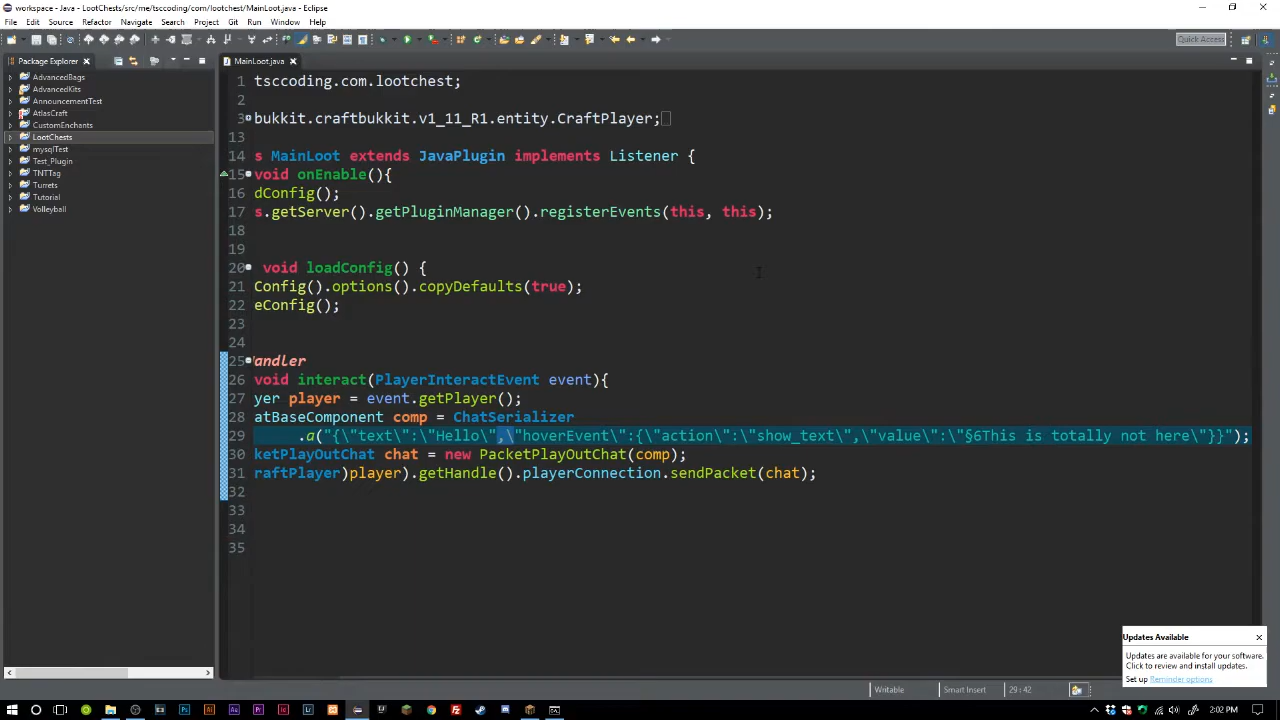 workspace - Java - LootChests/src/me/tsccoding/com/lootchest/MainLoot.java - Eclipse
File Edit Source Refactor Navigate Search Project Git Run Window Help
Quick Access
Package Explorer
MainLoot.java
AdvancedBags
AdvancedKits
AnnouncementTest
AtlasCraft
CustomEnchants
LootChests
mysqlTest
Test_Plugin
TNTTag
Turrets
Tutorial
Volleyball
1 tsccoding.com.lootchest;
2
3 bukkit.craftbukkit.v1_11_R1.entity.CraftPlayer;
13
14 s MainLoot extends JavaPlugin implements Listener {
15 void onEnable(){
16 dConfig();
17 s.getServer().getPluginManager().registerEvents(this, this);
18
19
20 void loadConfig() {
21 Config().options().copyDefaults(true);
22 eConfig();
23
24
25 andler
26 void interact(PlayerInteractEvent event){
27 yer player = event.getPlayer();
28 atBaseComponent comp = ChatSerializer
29 .a("{\"text\":\"Hello\",\"hoverEvent\":{\"action\":\"show_text\",\"value\":\"§6This is totally not here\"}}");
30 ketPlayOutChat chat = new PacketPlayOutChat(comp);
31 raftPlayer)player).getHandle().playerConnection.sendPacket(chat);
32
33
34
35
Updates Available
Updates are available for your software.
Click to review and install updates.
Set up Reminder options
Writable
Smart Insert
29 : 42
2:02 PM